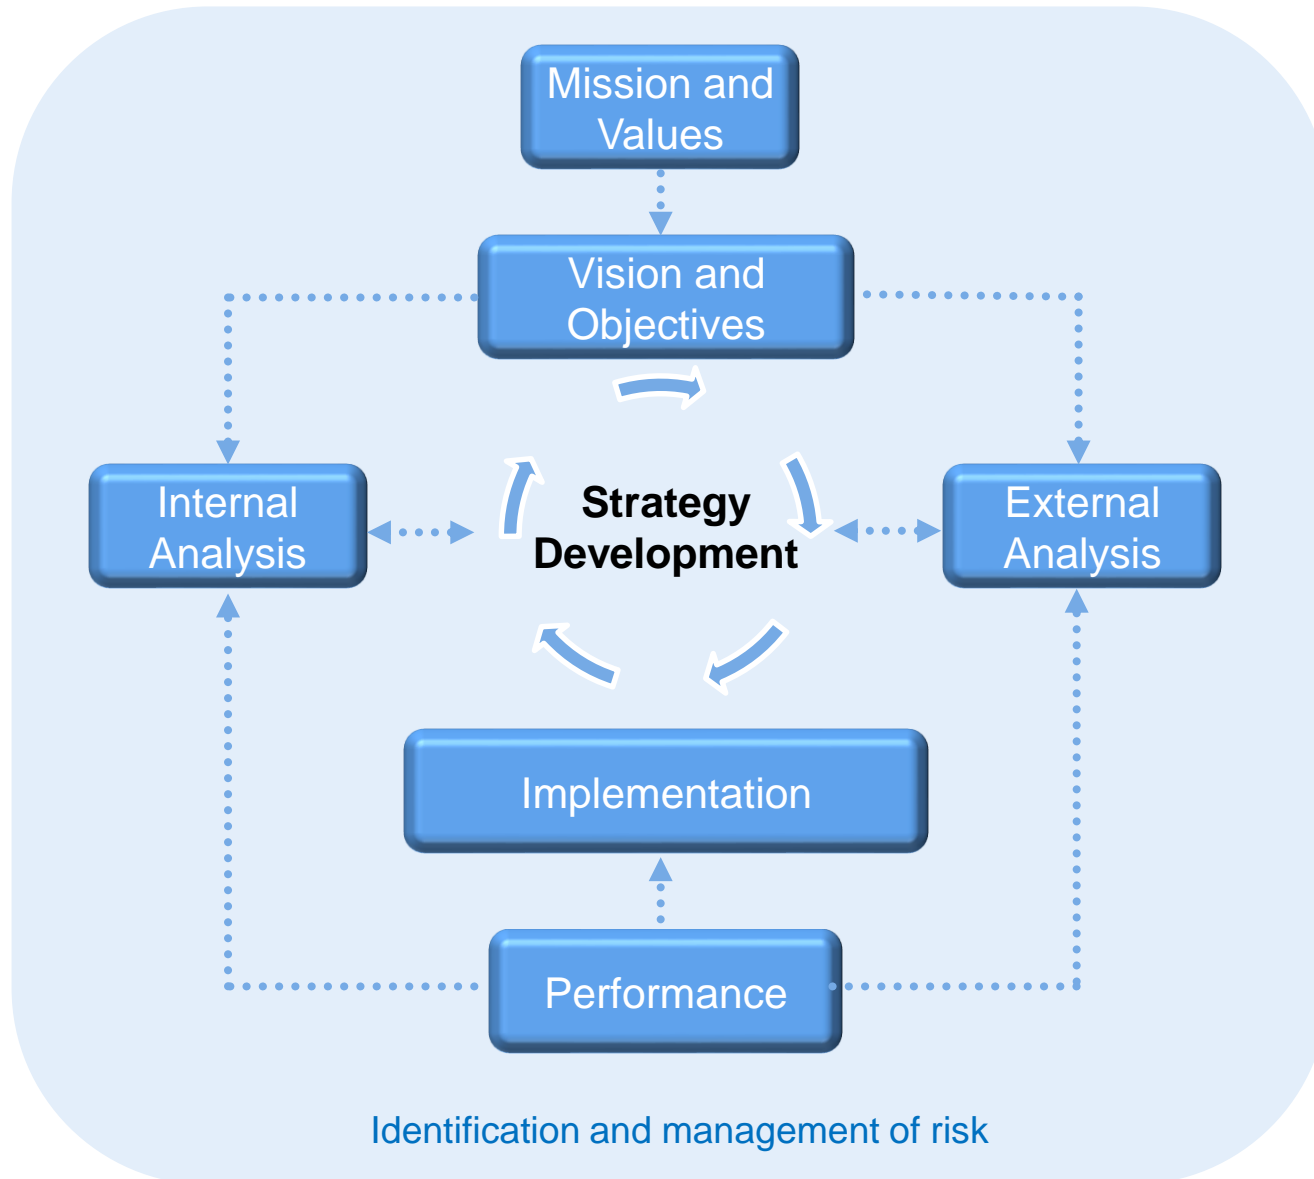 Mission and
Values
Vision and
Objectives
Internal
Analysis
Strategy
Development
External
Analysis
Implementation
Performance
Identification and management of risk